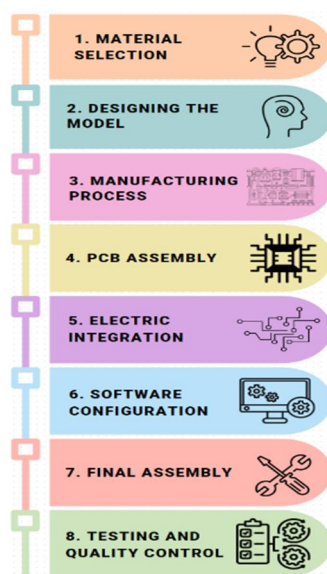 1. MATERIAL
SELECTION
2. DESIGNING THE
MODEL
3. MANUFACTURING
PROCESS
4. PCB ASSEMBLY
5. ELECTRIC
INTEGRATION
6. SOFTWARE
CONFIGURATION
7. FINAL ASSEMBLY
8. TESTING AND
QUALITY CONTROL